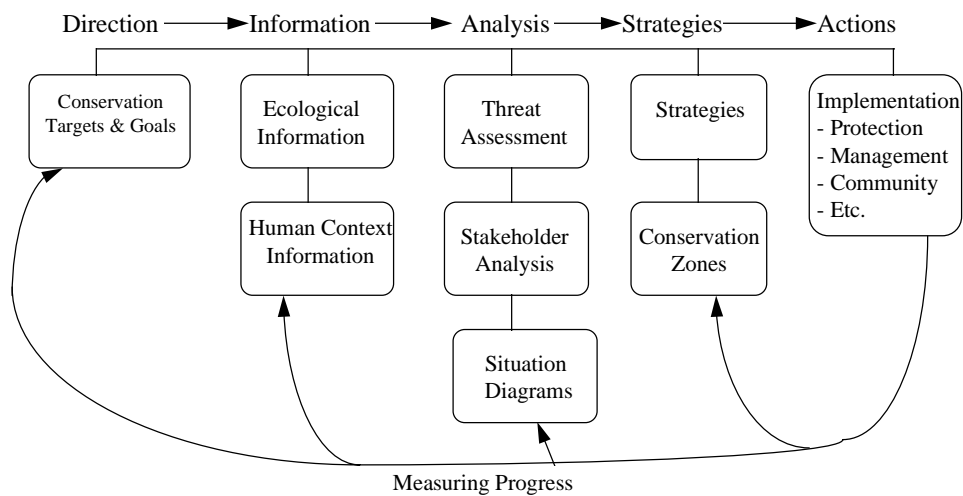 Direction Information Analysis Strategies Actions
Conservation
Targets & Goals
Ecological
Information
Human Context
Information
Threat
Assessment
Stakeholder
Analysis
Situation
Diagrams
Strategies
Conservation
Zones
Implementation
- Protection
- Management
- Community
- Etc.
Measuring Progress